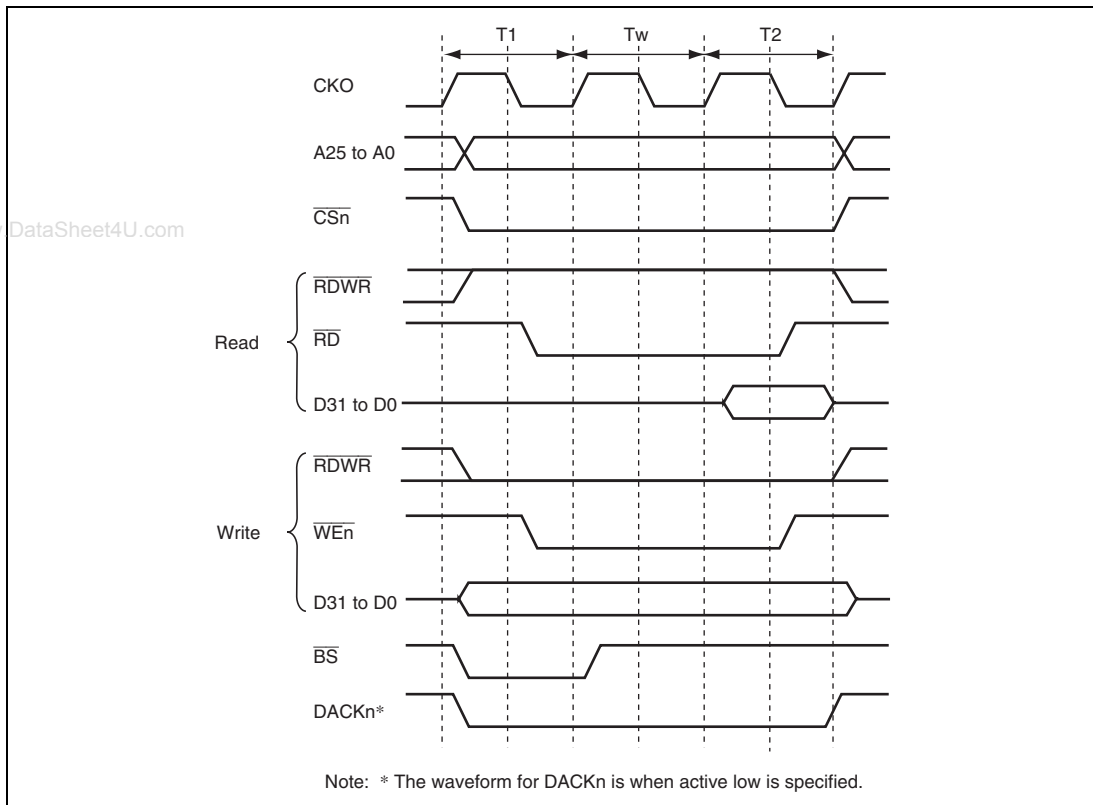 T1 Tw T2
CKO
A25 to A0
CSn
.DataSheet4U.com
RDWR
Read
RD
D31 to D0
RDWR
Write
WEn
D31 to D0
BS
DACKn*
Note: * The waveform for DACKn is when active low is specified.